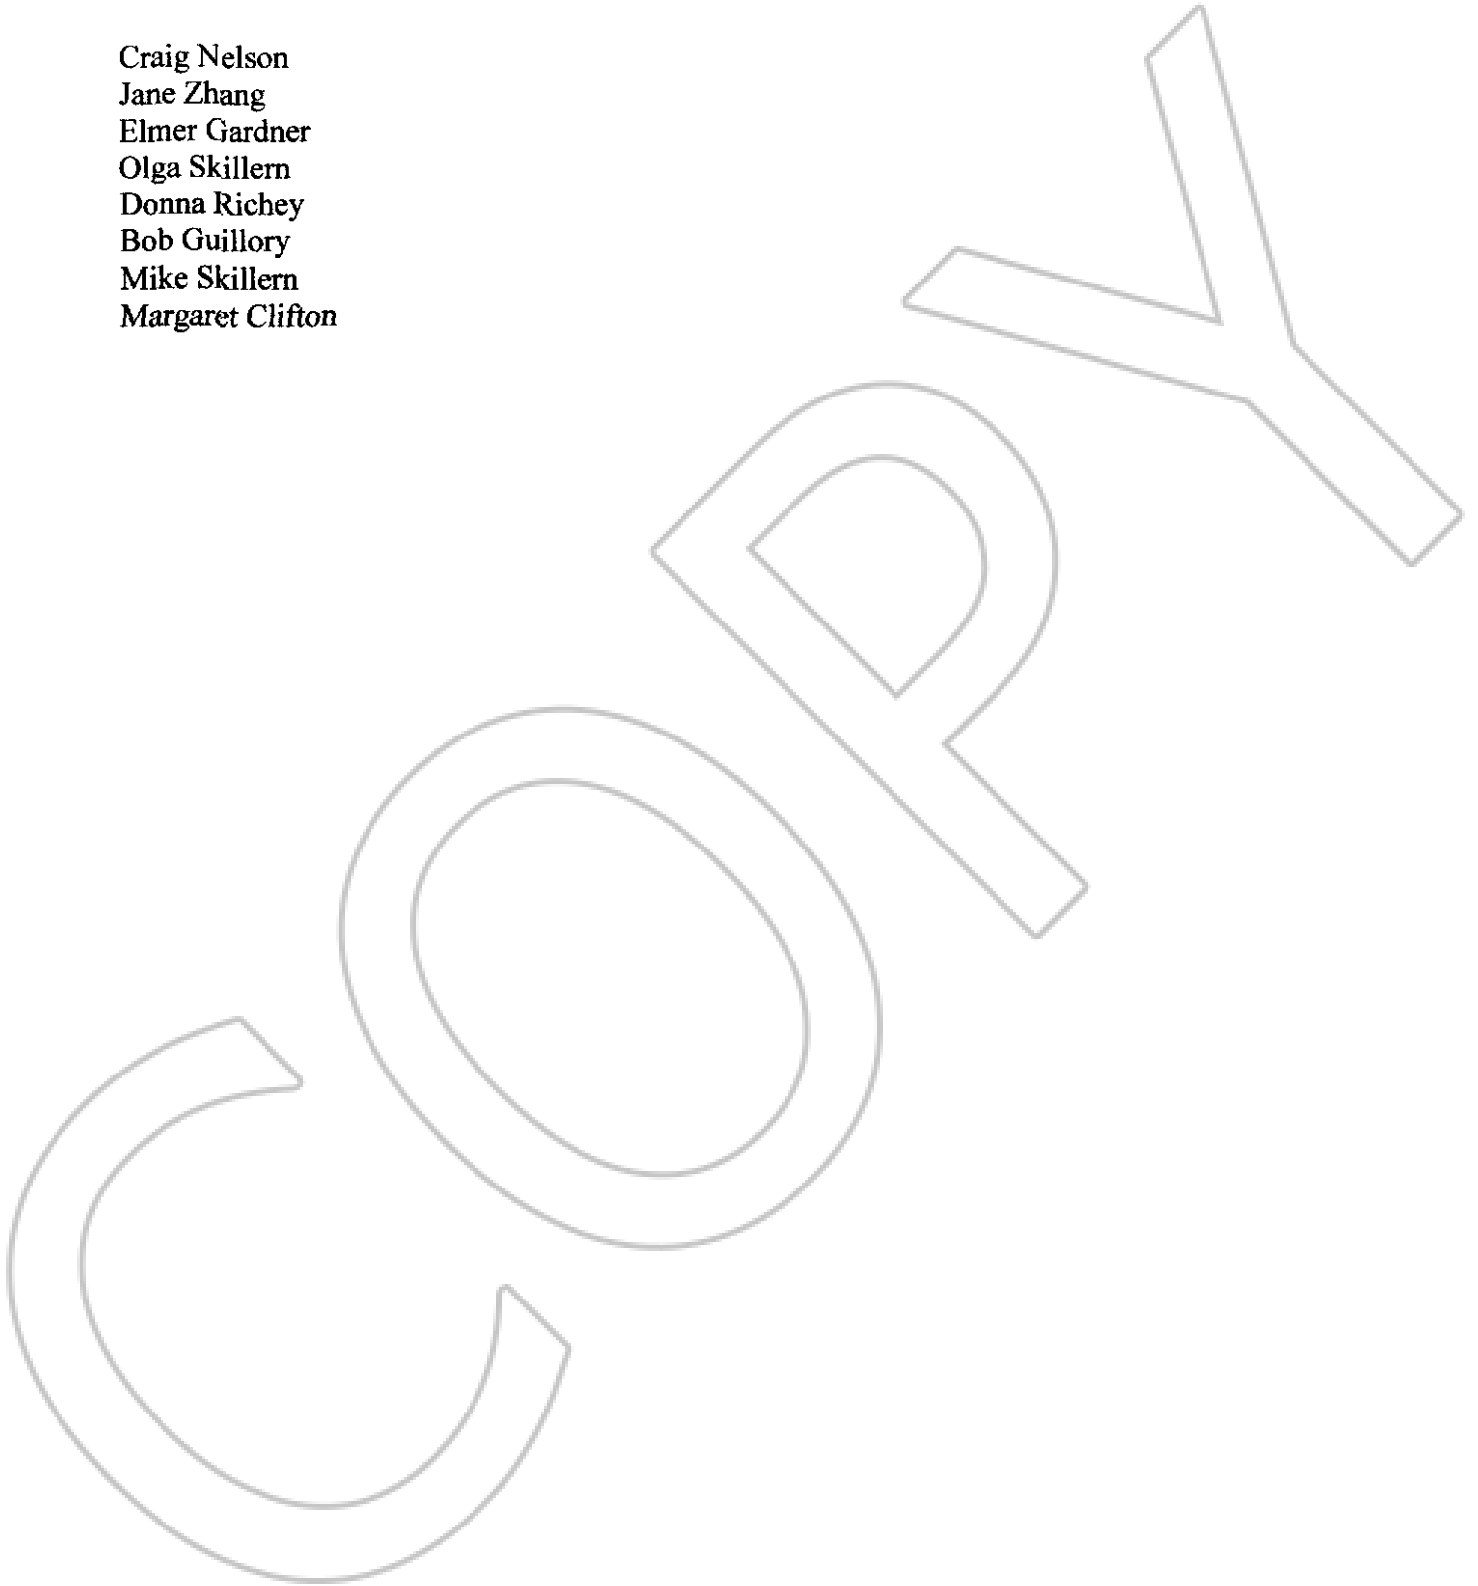 Craig Nelson
Jane Zhang
Elmer Gardner
Olga Skillern
Donna Richey
Bob Guillory
Mike Skillern
Margaret Clifton
COPY